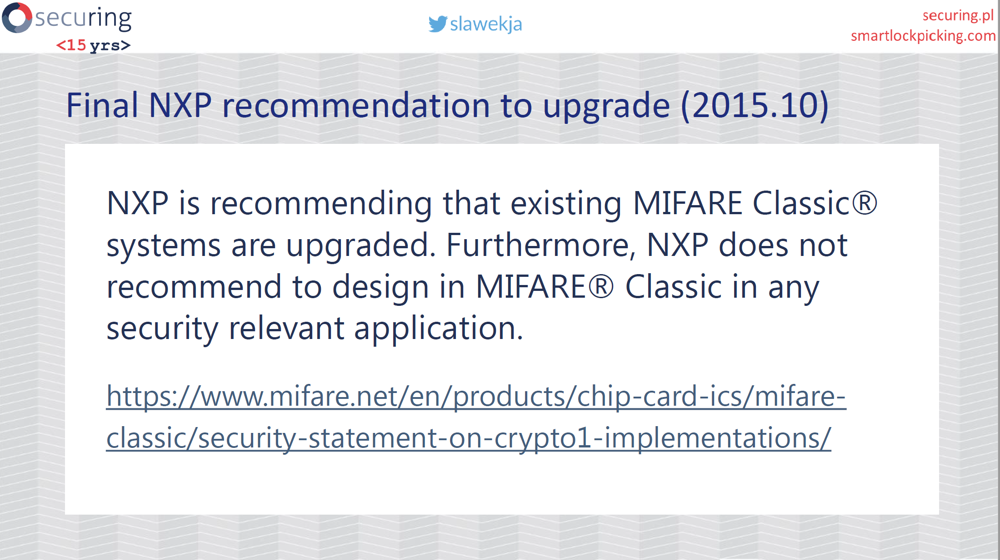 securing
<15 yrs>
slawekja
securing.pl
smartlockpicking.com
Final NXP recommendation to upgrade (2015.10)
NXP is recommending that existing MIFARE Classic®
systems are upgraded. Furthermore, NXP does not
recommend to design in MIFARE® Classic in any
security relevant application.
https://www.mifare.net/en/products/chip-card-ics/mifare-
classic/security-statement-on-crypto1-implementations/